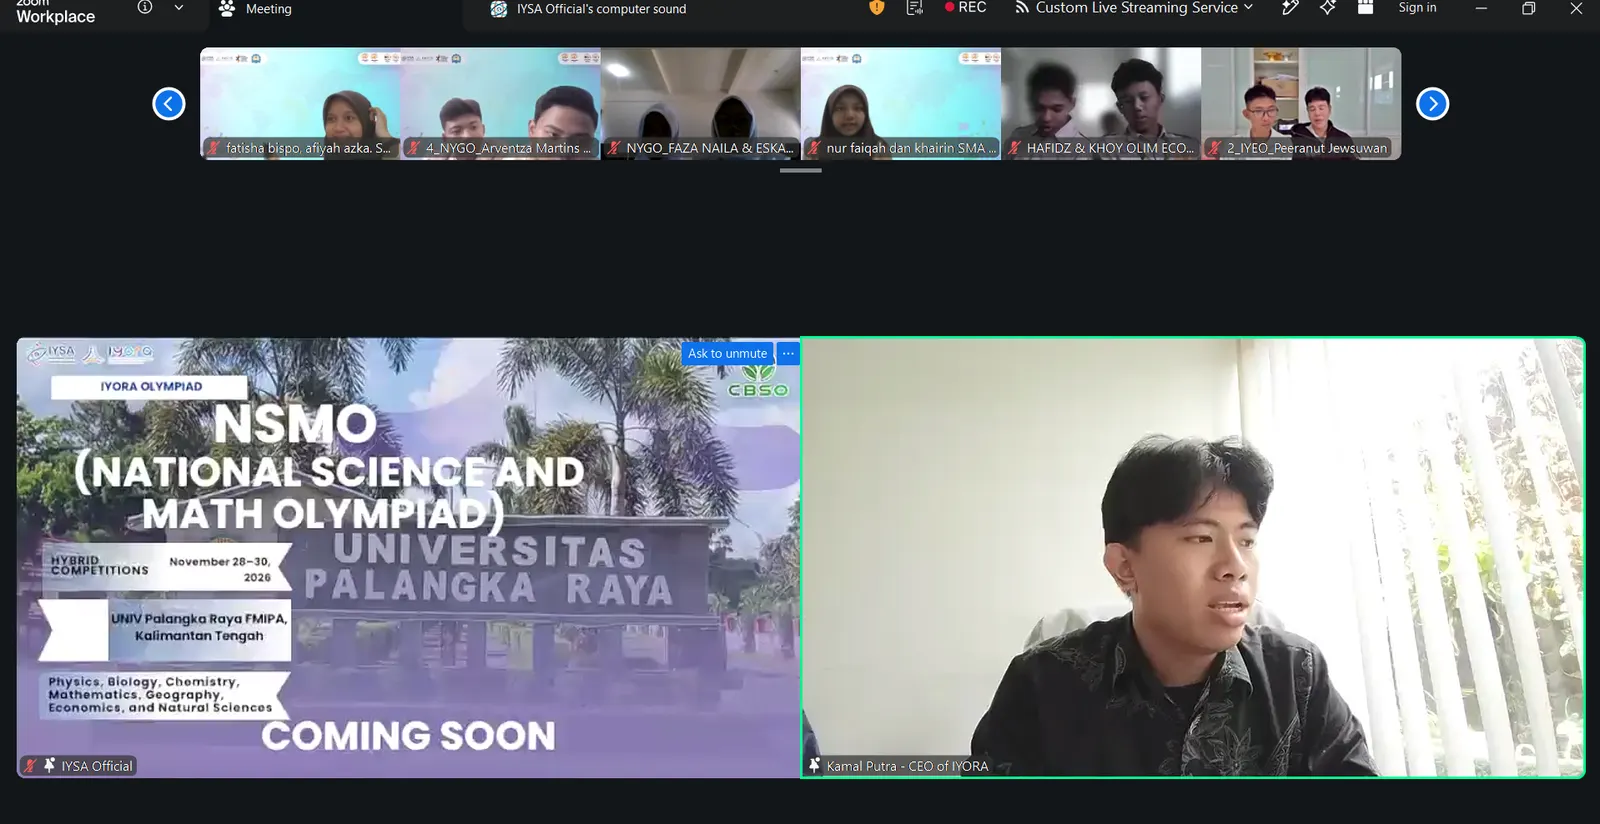 zoom
Workplace
Meeting
IYSA Official's computer sound
REC
Custom Live Streaming Service
Sign in
fatisha bispo, afiyah azka. S...
4_NYGO_Arventza Martins ...
NYGO_FAZA NAILA & ESKA...
nur faiqah dan khairin SMA ...
HAFIDZ & KHOY OLIM ECO...
2_IYEO_Peeranut Jewsuwan
IYSA
Ask to unmute
...
CBSO
IYORA OLYMPIAD
NSMO
(NATIONAL SCIENCE AND
MATH OLYMPIAD)
UNIVERSITAS
PALANGKA RAYA
HYBRID
COMPETITIONS
November 28–30,
2026
UNIV Palangka Raya FMIPA,
Kalimantan Tengah
Physics, Biology, Chemistry,
Mathematics, Geography,
Economics, and Natural Sciences
COMING SOON
IYSA Official
Kamal Putra - CEO of IYORA